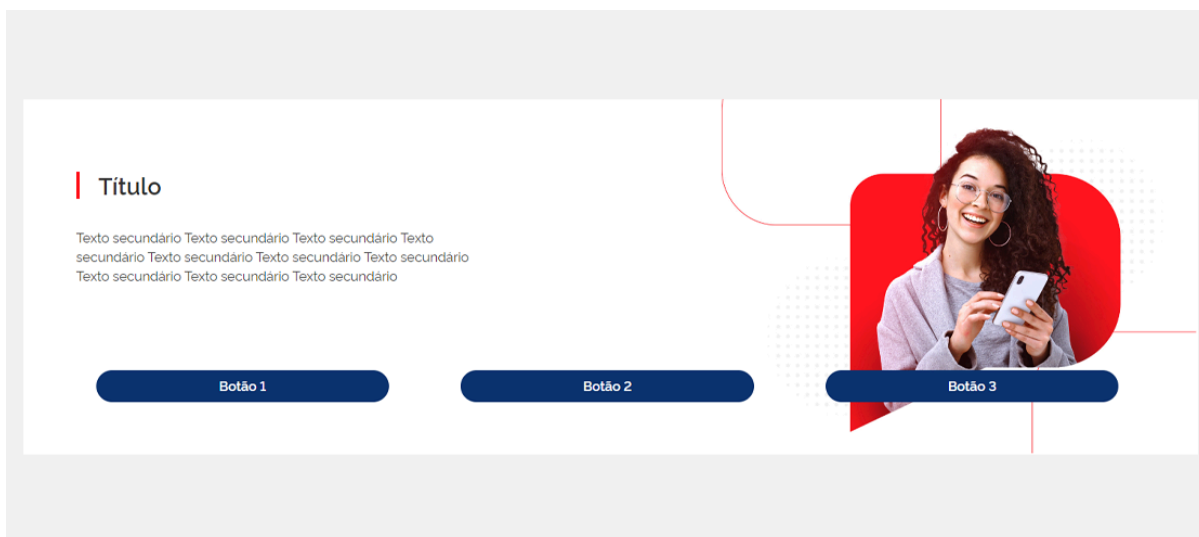 Título
Texto secundário Texto secundário Texto secundário Texto
secundário Texto secundário Texto secundário Texto secundário
Texto secundário Texto secundário Texto secundário
Botão 1
Botão 2
Botão 3